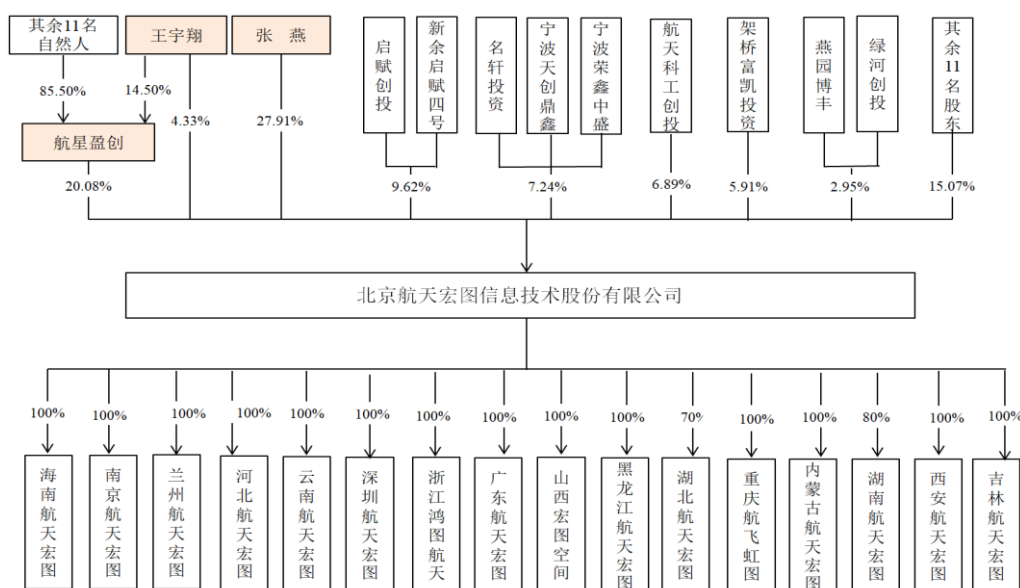 其余11名
自然人
王宇翔
张 燕
启赋创投
新余启赋四号
名轩投资
宁波天创鼎鑫
宁波荣鑫中盛
航天科工创投
架桥富凯投资
燕园博丰
绿河创投
其余11名股东
85.50%
14.50%
4.33%
27.91%
航星盈创
20.08%
9.62%
7.24%
6.89%
5.91%
2.95%
15.07%
北京航天宏图信息技术股份有限公司
100%
100%
100%
100%
100%
100%
100%
100%
100%
100%
70%
100%
100%
80%
100%
100%
海南航天宏图
南京航天宏图
兰州航天宏图
河北航天宏图
云南航天宏图
深圳航天宏图
浙江鸿图航天
广东航天宏图
山西宏图空间
黑龙江航天宏图
湖北航天宏图
重庆航飞虹图
内蒙古航天宏图
湖南航天宏图
西安航天宏图
吉林航天宏图